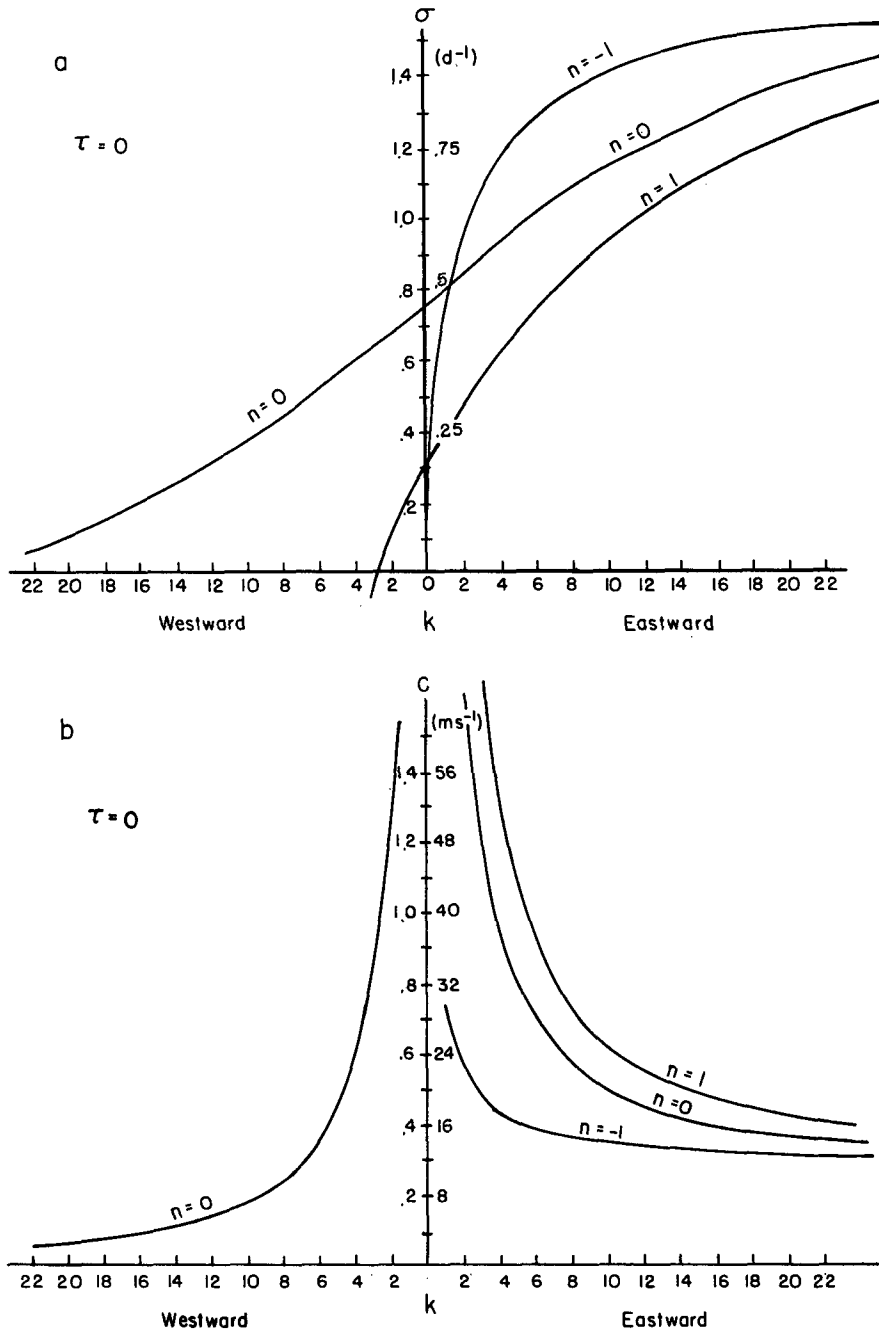 σ
a
(d⁻¹)
n=-1
1.4
τ = 0
n=0
1.2 .75
n=1
1.0
.5
.8
.6
n=0
.4 .25
.2
22 20 18 16 14 12 10 8 6 4 2 0 2 4 6 8 10 12 14 16 18 20 22
Westward k Eastward
c
b
(ms⁻¹)
1.4 56
τ = 0
1.2 48
1.0 40
.8 32
.6 24
n=1
n=0
.4 16
n=-1
n=0
.2 8
22 20 18 16 14 12 10 8 6 4 2 2 4 6 8 10 12 14 16 18 20 22
Westward k Eastward